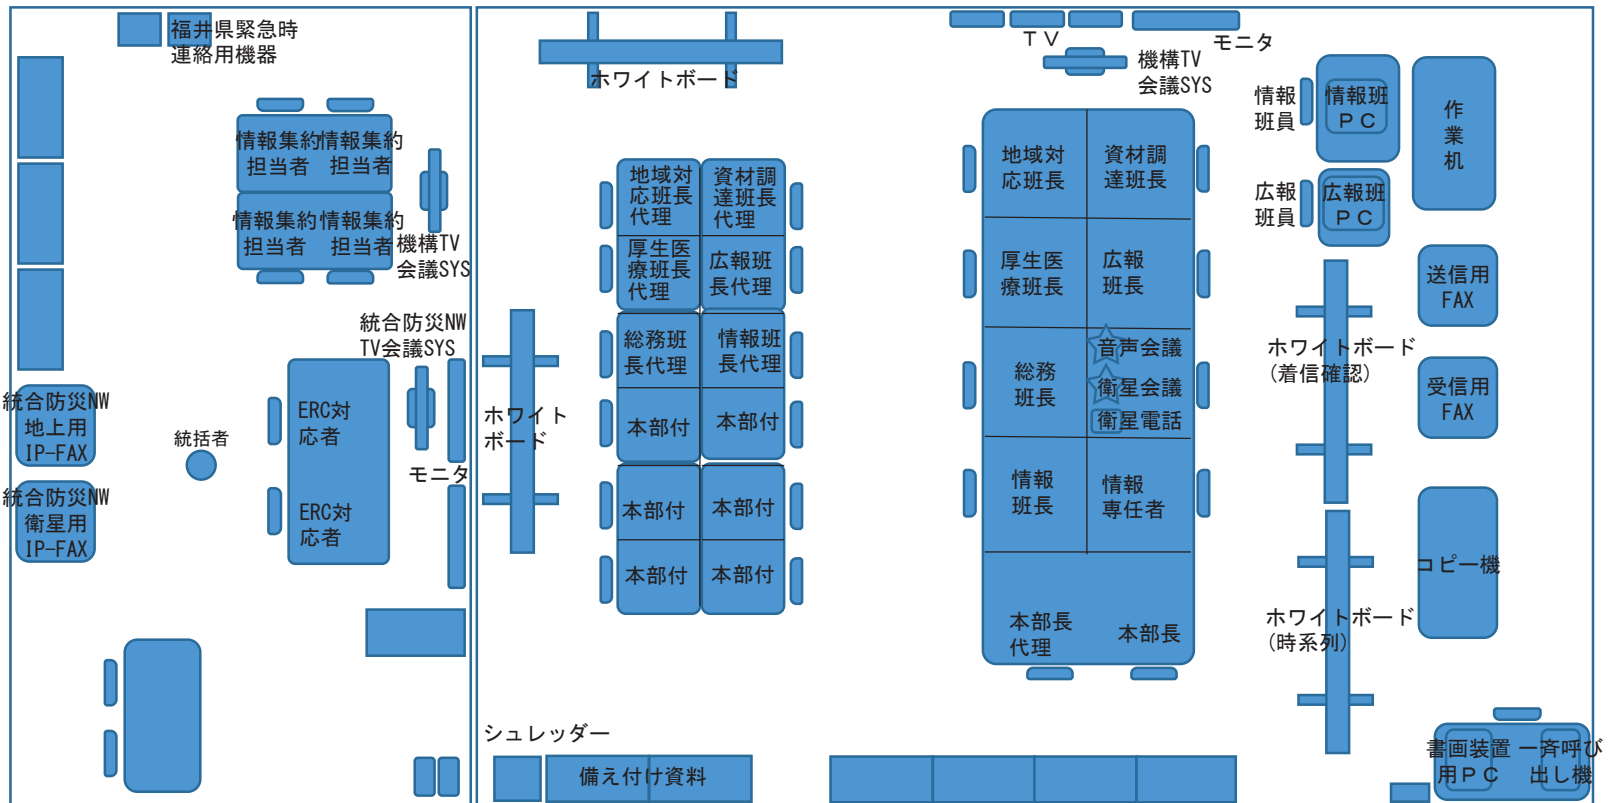 福井県緊急時
連絡用機器
情報集約
担当者
情報集約
担当者
情報集約
担当者
情報集約
担当者
機構TV
会議SYS
統合防災NW
TV会議SYS
統合防災NW
地上用
IP-FAX
統合防災NW
衛星用
IP-FAX
統括者
ERC対
応者
ERC対
応者
モニタ
ホワイトボード
ホワイト
ボード
地域対
応班長
代理
資材調
達班長
代理
厚生医
療班長
代理
広報班
長代理
総務班
長代理
情報班
長代理
本部付
本部付
本部付
本部付
本部付
本部付
シュレッダー
備え付け資料
TV
モニタ
機構TV
会議SYS
地域対
応班長
資材調
達班長
厚生医
療班長
広報
班長
総務
班長
音声会議
衛星会議
衛星電話
情報
班長
情報
専任者
本部長
代理
本部長
情報
班員
情報班
PC
広報
班員
広報班
PC
作
業
机
送信用
FAX
受信用
FAX
ホワイトボード
(着信確認)
コピー機
ホワイトボード
(時系列)
書画装置
用PC
一斉呼び
出し機